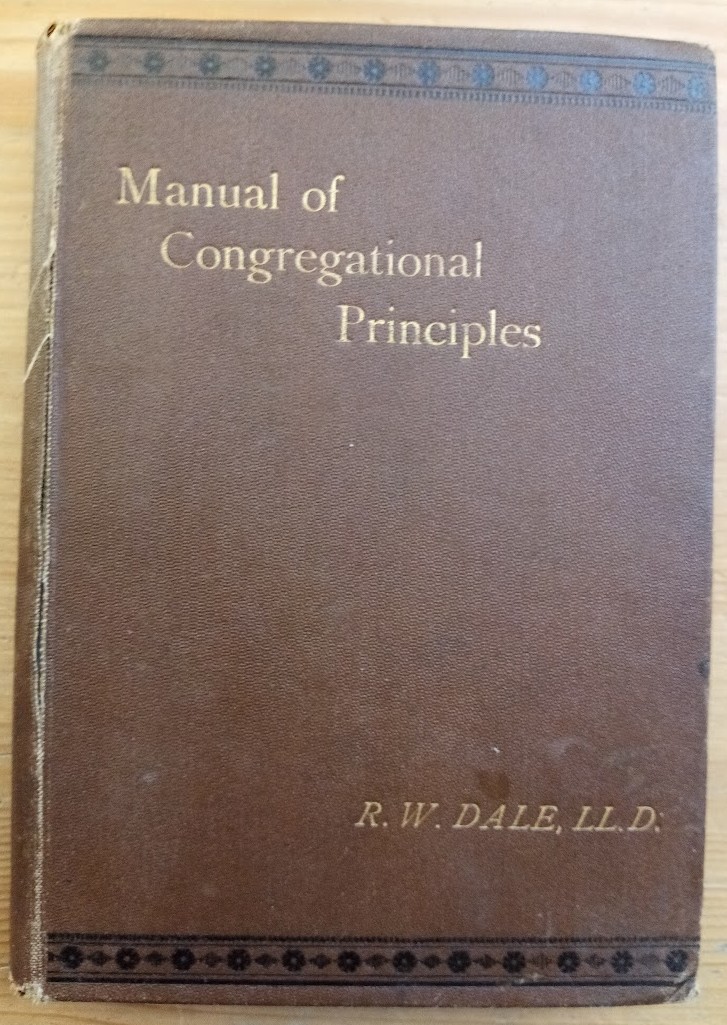 Manual of
Congregational
Principles
R. W. DALE, LL.D.